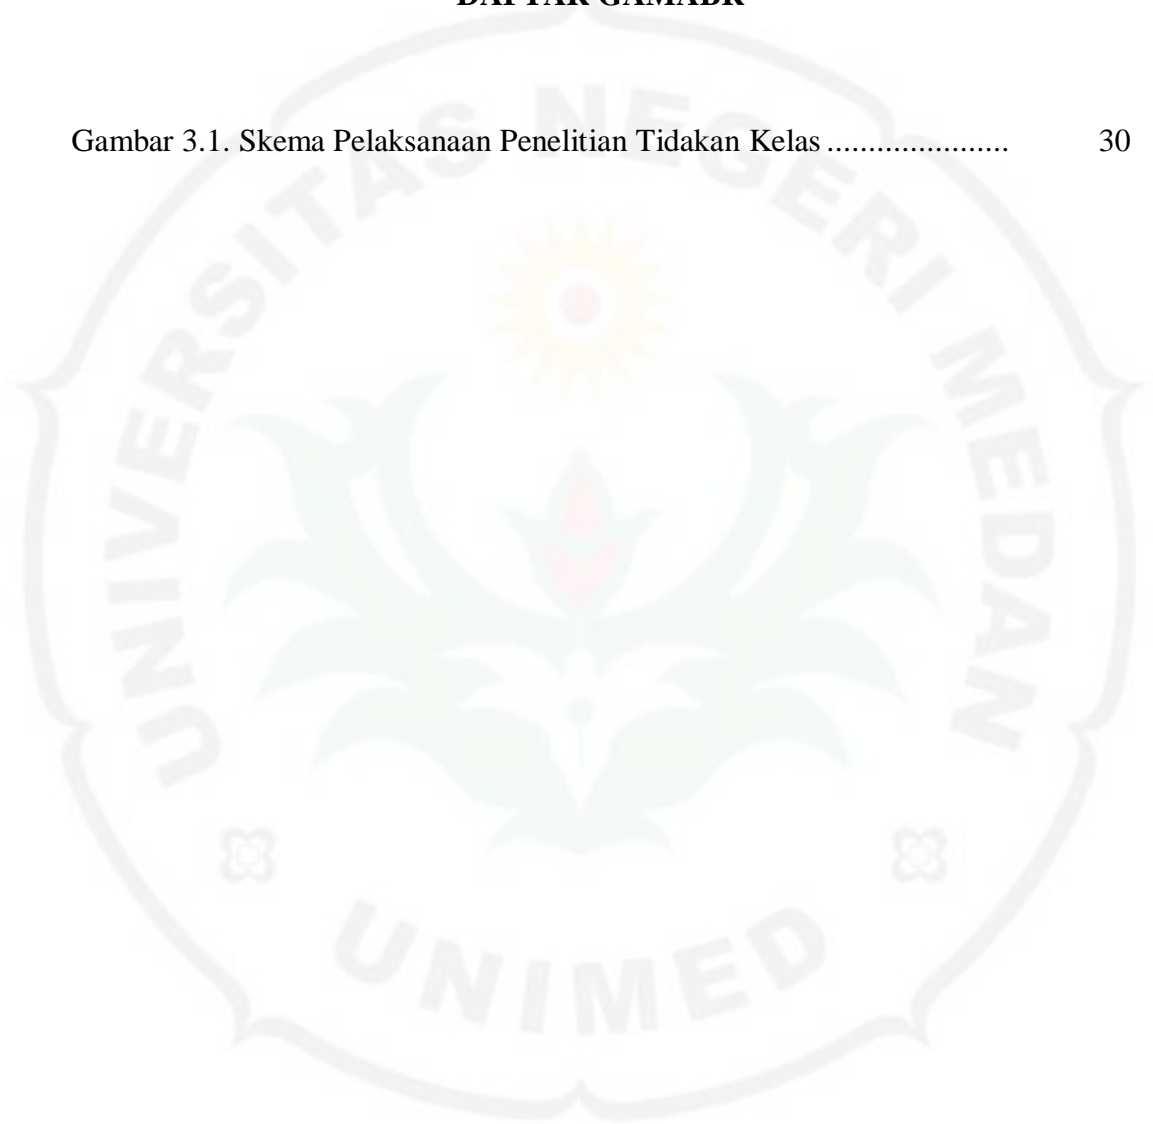 DAFTAR GAMABR
Gambar 3.1. Skema Pelaksanaan Penelitian Tidakan Kelas ...................... 30
UNIVERSITAS NEGERI MEDAN
UNIMED